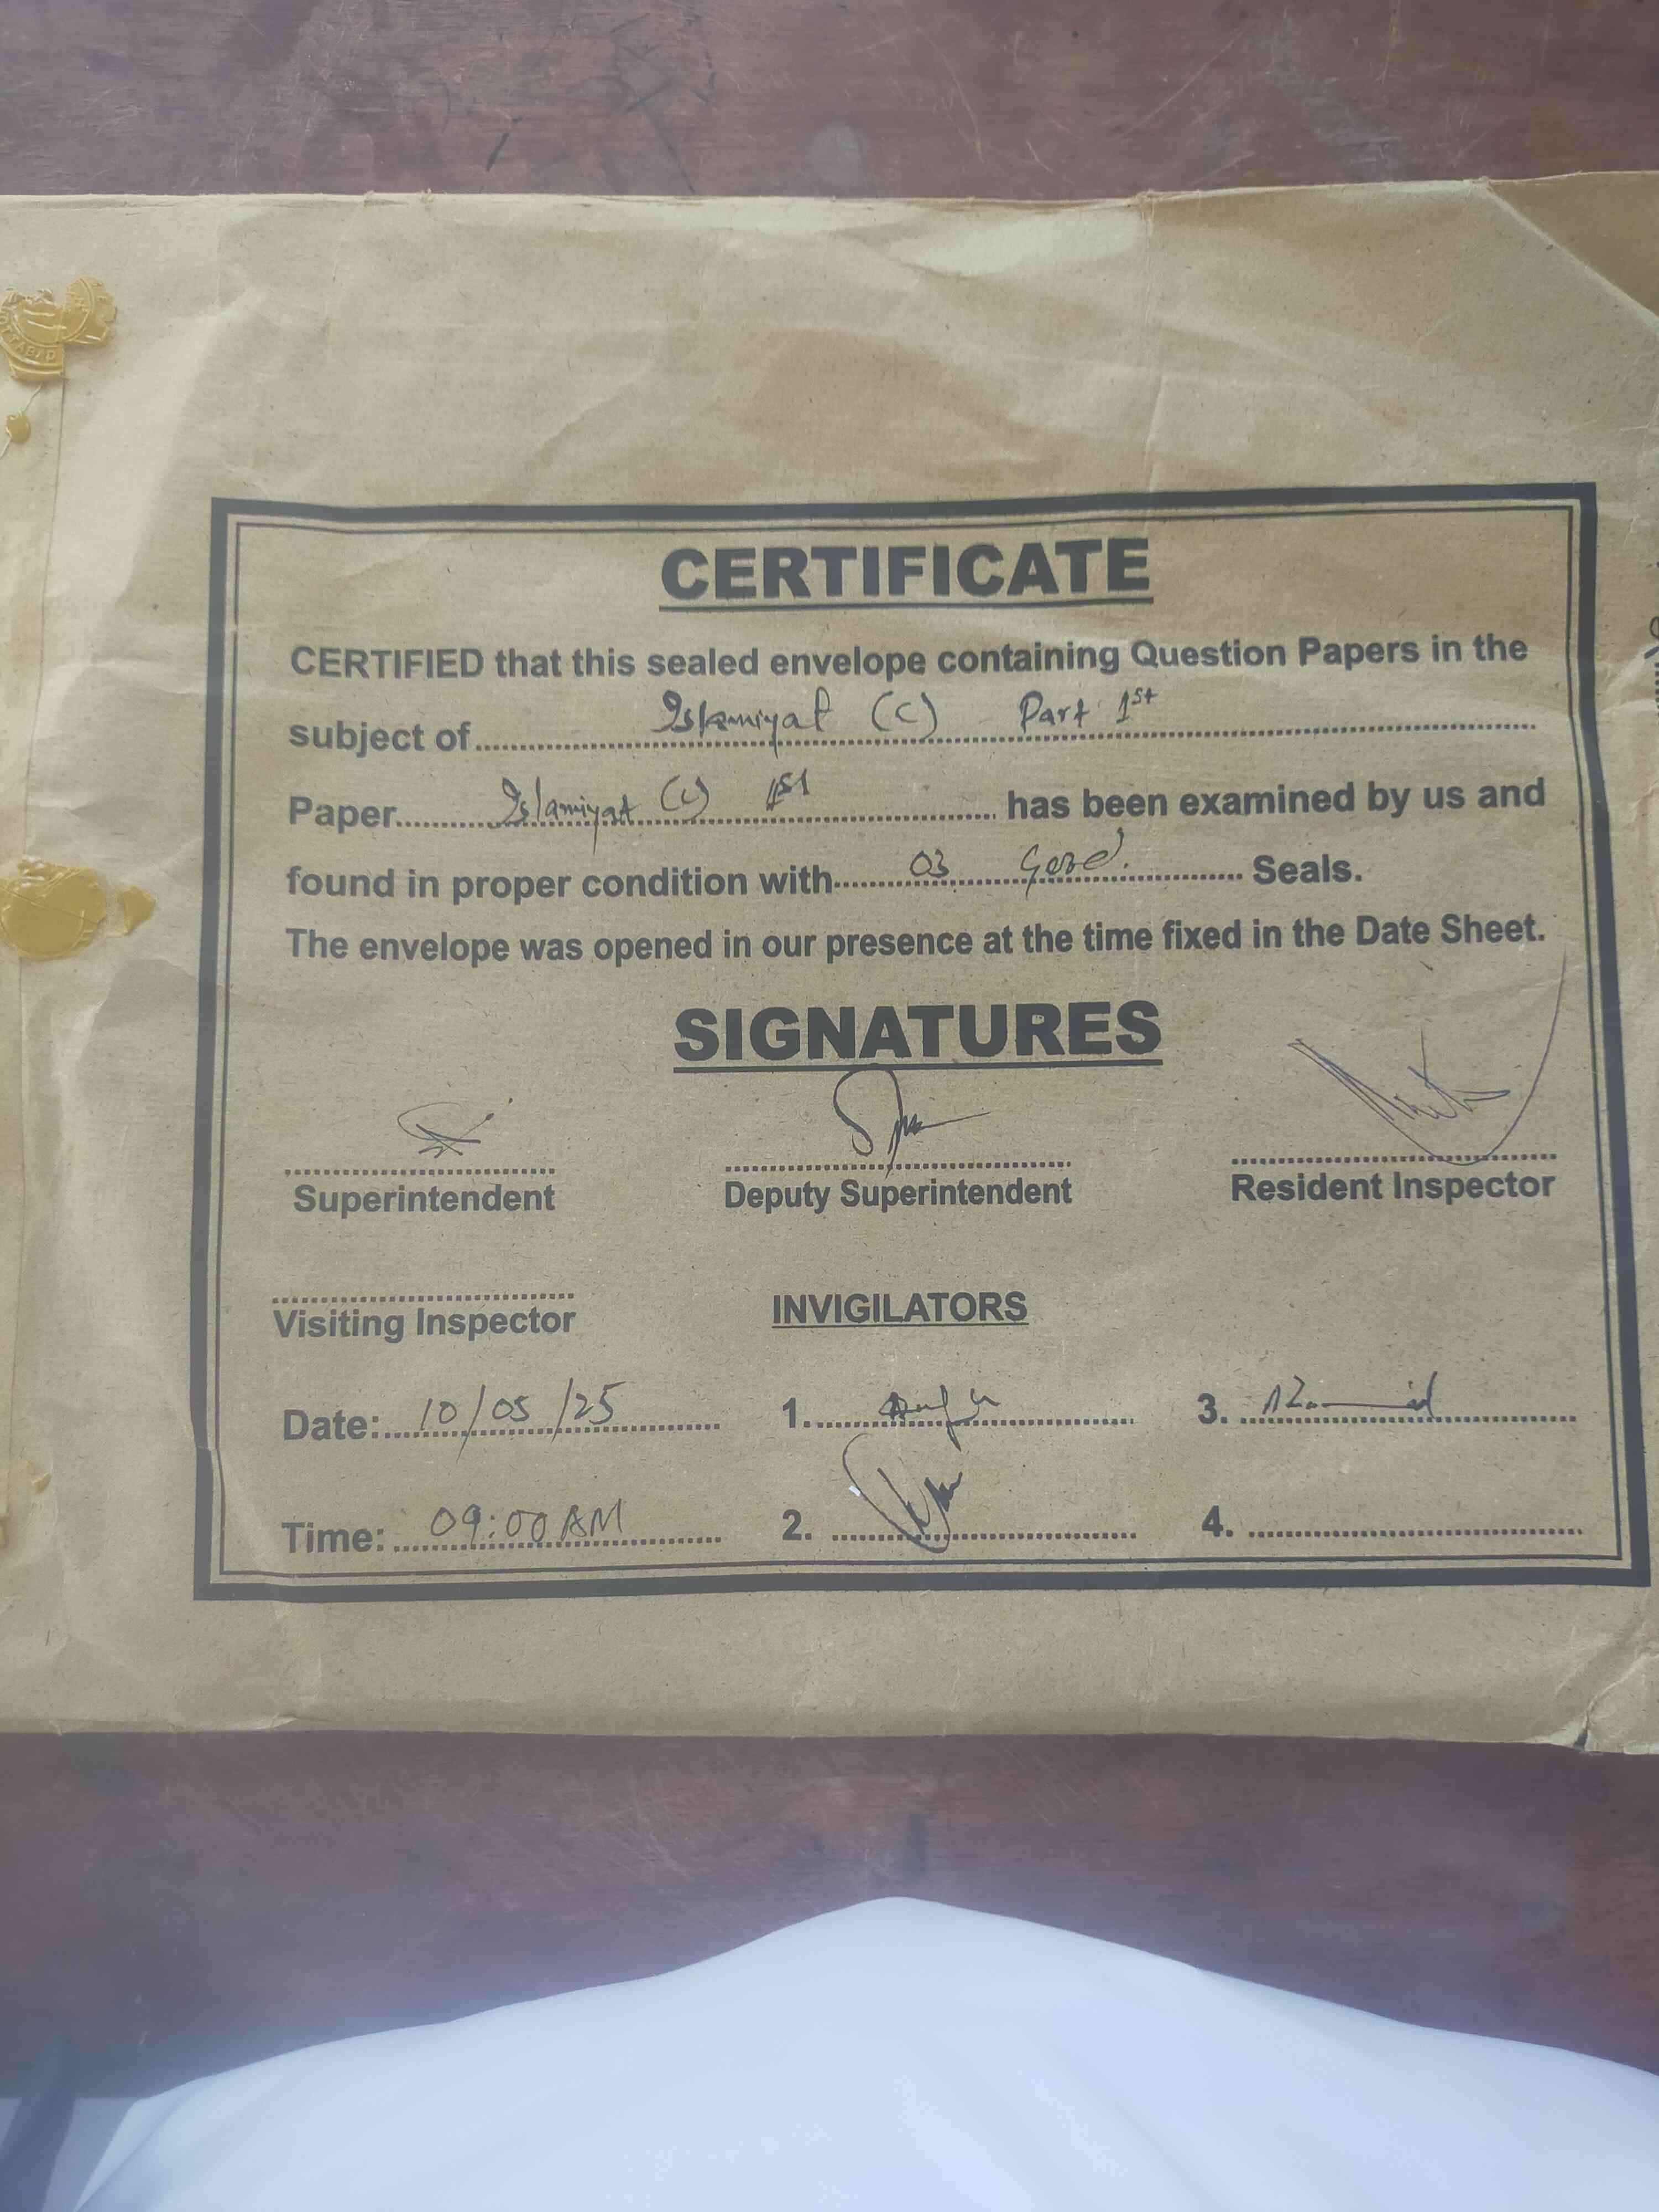 TABAD
CERTIFICATE
CERTIFIED that this sealed envelope containing Question Papers in the
subject of Islamiyat (C) Part 1st
Paper Islamiyat (C) 1st has been examined by us and
found in proper condition with 03 Good. Seals.
The envelope was opened in our presence at the time fixed in the Date Sheet.
SIGNATURES
Superintendent Deputy Superintendent Resident Inspector
Visiting Inspector INVIGILATORS
Date: 10/05/25 1. 3.
Time: 09:00 AM 2. 4.